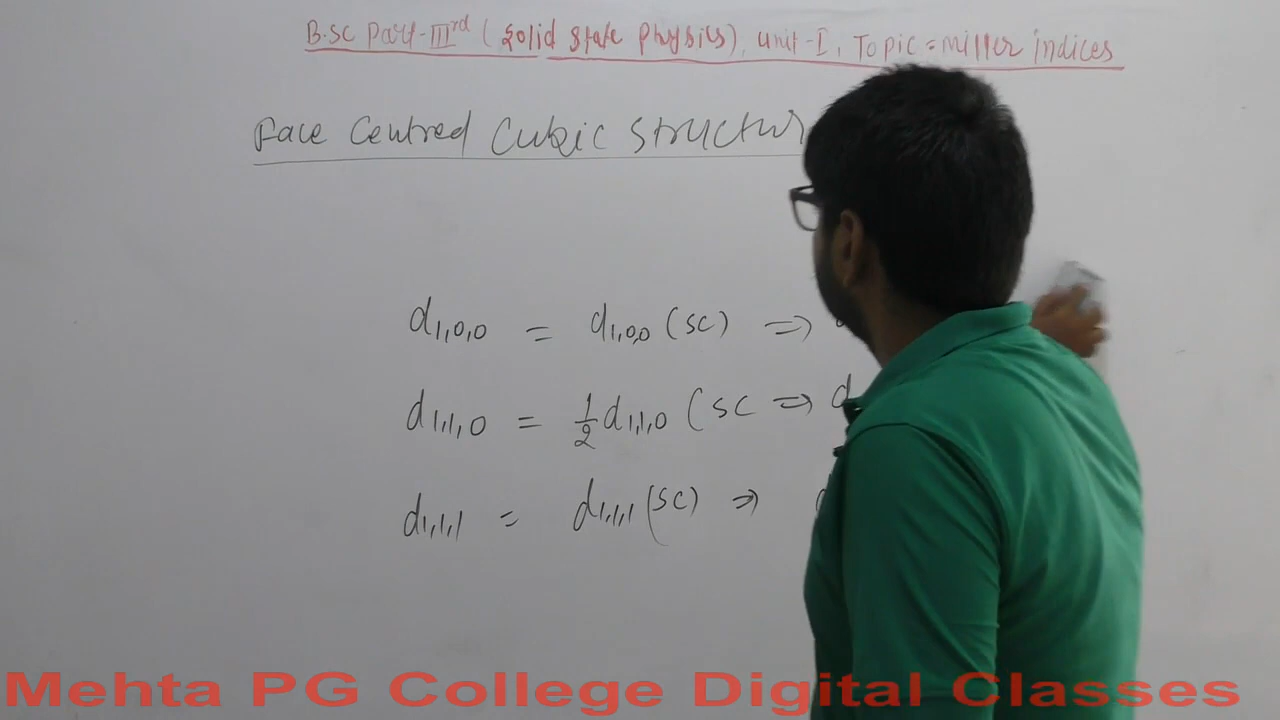 B.SC Part-IIIrd (Solid State Physics), Unit-I, Topic = Miller indices
Face Centred Cubic Structur
d1,0,0 = d1,0,0 (SC) ⇒ d
d1,1,0 = 1/2 d1,1,0 (SC ⇒ d
d1,1,1 = d1,1,1 (SC) ⇒ d
Mehta PG College Digital Classes